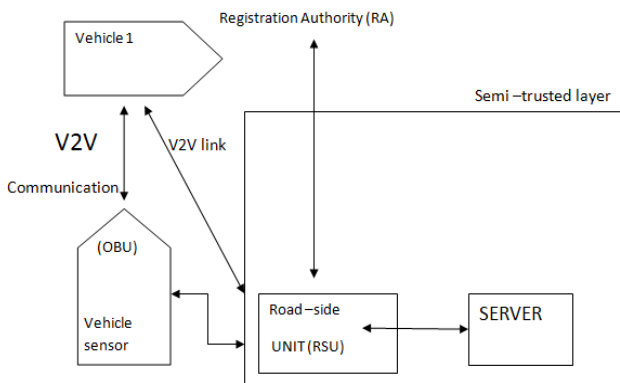 Registration Authority (RA)
Vehicle 1
Semi –trusted layer
V2V
V2V link
Communication
(OBU)
Vehicle
sensor
Road–side
UNIT(RSU)
SERVER